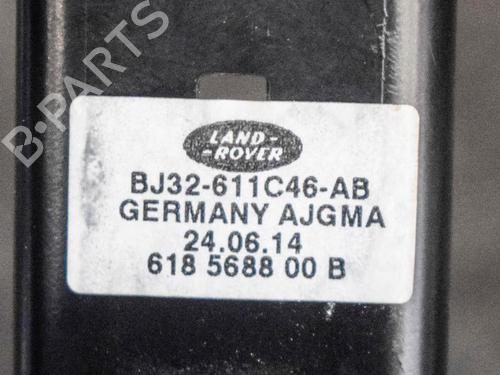 B-PARTS
LAND-
-ROVER
BJ32-611C46-AB
GERMANY AJGMA
24.06.14
618 5688 00 B